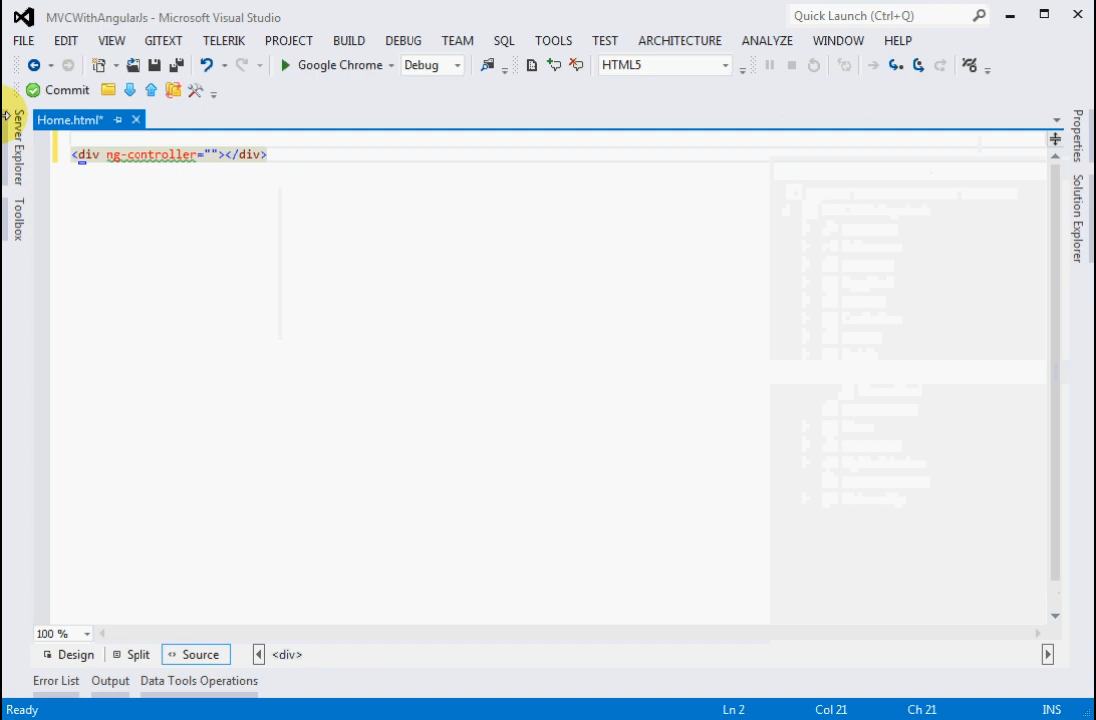 MVCWithAngularJs - Microsoft Visual Studio
Quick Launch (Ctrl+Q)
FILE EDIT VIEW GITEXT TELERIK PROJECT BUILD DEBUG TEAM SQL TOOLS TEST ARCHITECTURE ANALYZE WINDOW HELP
Google Chrome Debug HTML5
Commit
Home.html*
Server Explorer
Toolbox
Properties
Solution Explorer
<div ng-controller=""></div>
100 %
Design Split Source <div>
Error List Output Data Tools Operations
Ready Ln 2 Col 21 Ch 21 INS